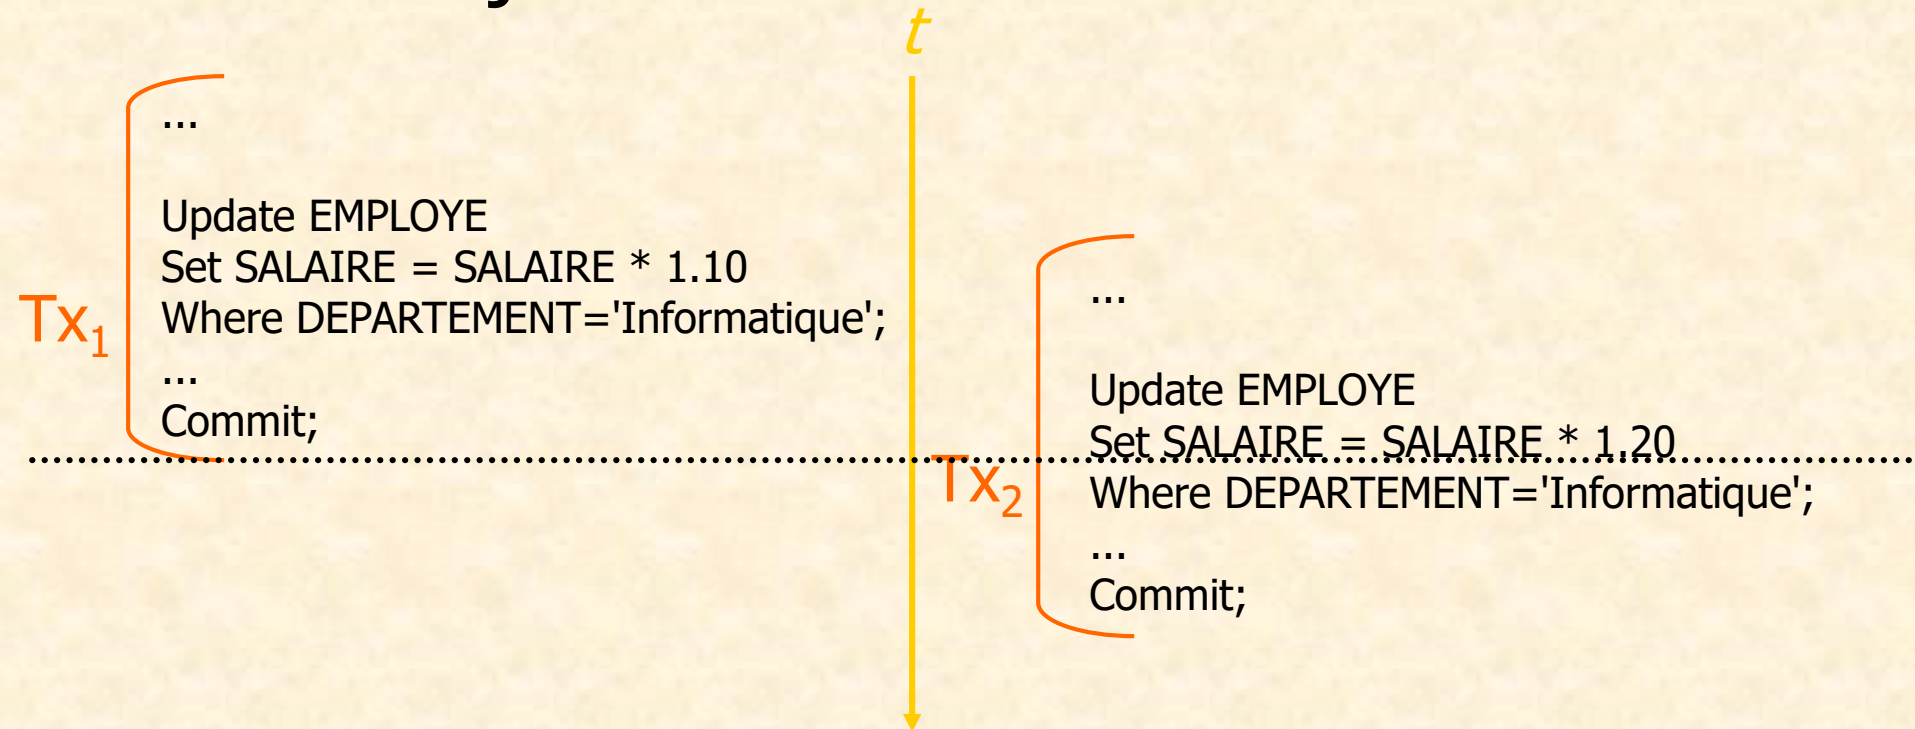 t
...
Update EMPLOYE
Set SALAIRE = SALAIRE * 1.10
Where DEPARTEMENT='Informatique';
...
Commit;
Tx₁
...
Update EMPLOYE
Set SALAIRE = SALAIRE * 1.20
Where DEPARTEMENT='Informatique';
...
Commit;
Tx₂